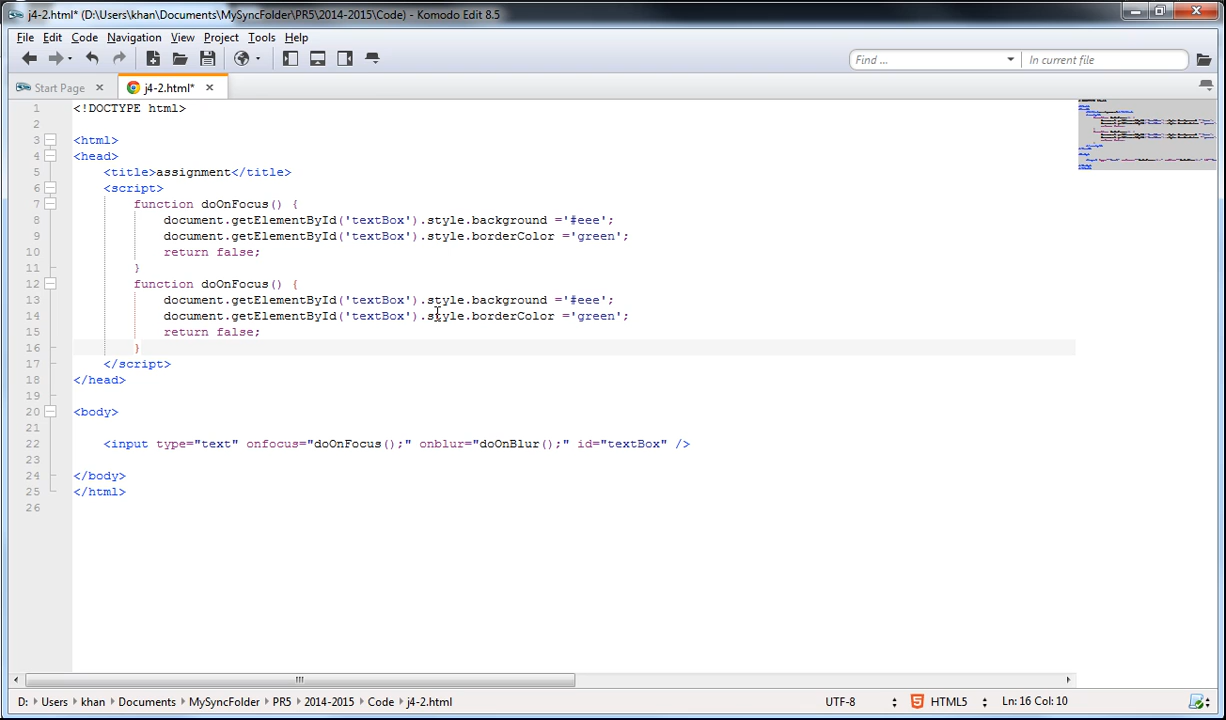 j4-2.html* (D:\Users\khan\Documents\MySyncFolder\PR5\2014-2015\Code) - Komodo Edit 8.5
File Edit Code Navigation View Project Tools Help
Find ... In current file
Start Page j4-2.html*
1 <!DOCTYPE html>
2
3 <html>
4 <head>
5 <title>assignment</title>
6 <script>
7 function doOnFocus() {
8 document.getElementById('textBox').style.background ='#eee';
9 document.getElementById('textBox').style.borderColor ='green';
10 return false;
11 }
12 function doOnFocus() {
13 document.getElementById('textBox').style.background ='#eee';
14 document.getElementById('textBox').style.borderColor ='green';
15 return false;
16 }
17 </script>
18 </head>
19
20 <body>
21
22 <input type="text" onfocus="doOnFocus();" onblur="doOnBlur();" id="textBox" />
23
24 </body>
25 </html>
26
D: Users khan Documents MySyncFolder PR5 2014-2015 Code j4-2.html UTF-8 HTML5 Ln: 16 Col: 10